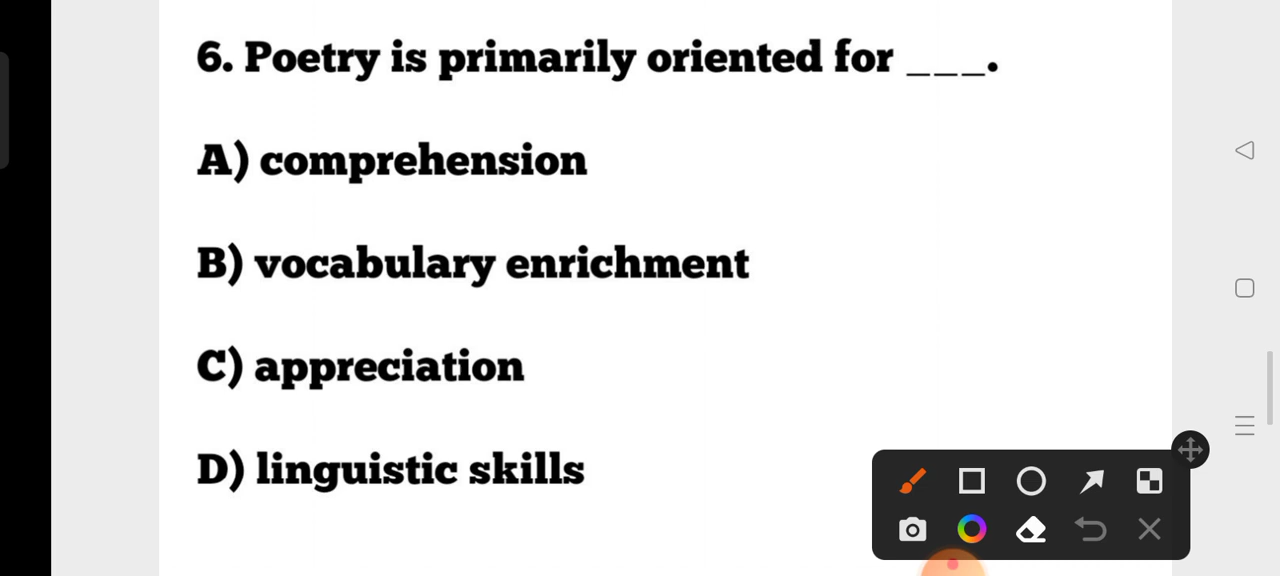 6. Poetry is primarily oriented for ___.
A) comprehension
B) vocabulary enrichment
C) appreciation
D) linguistic skills